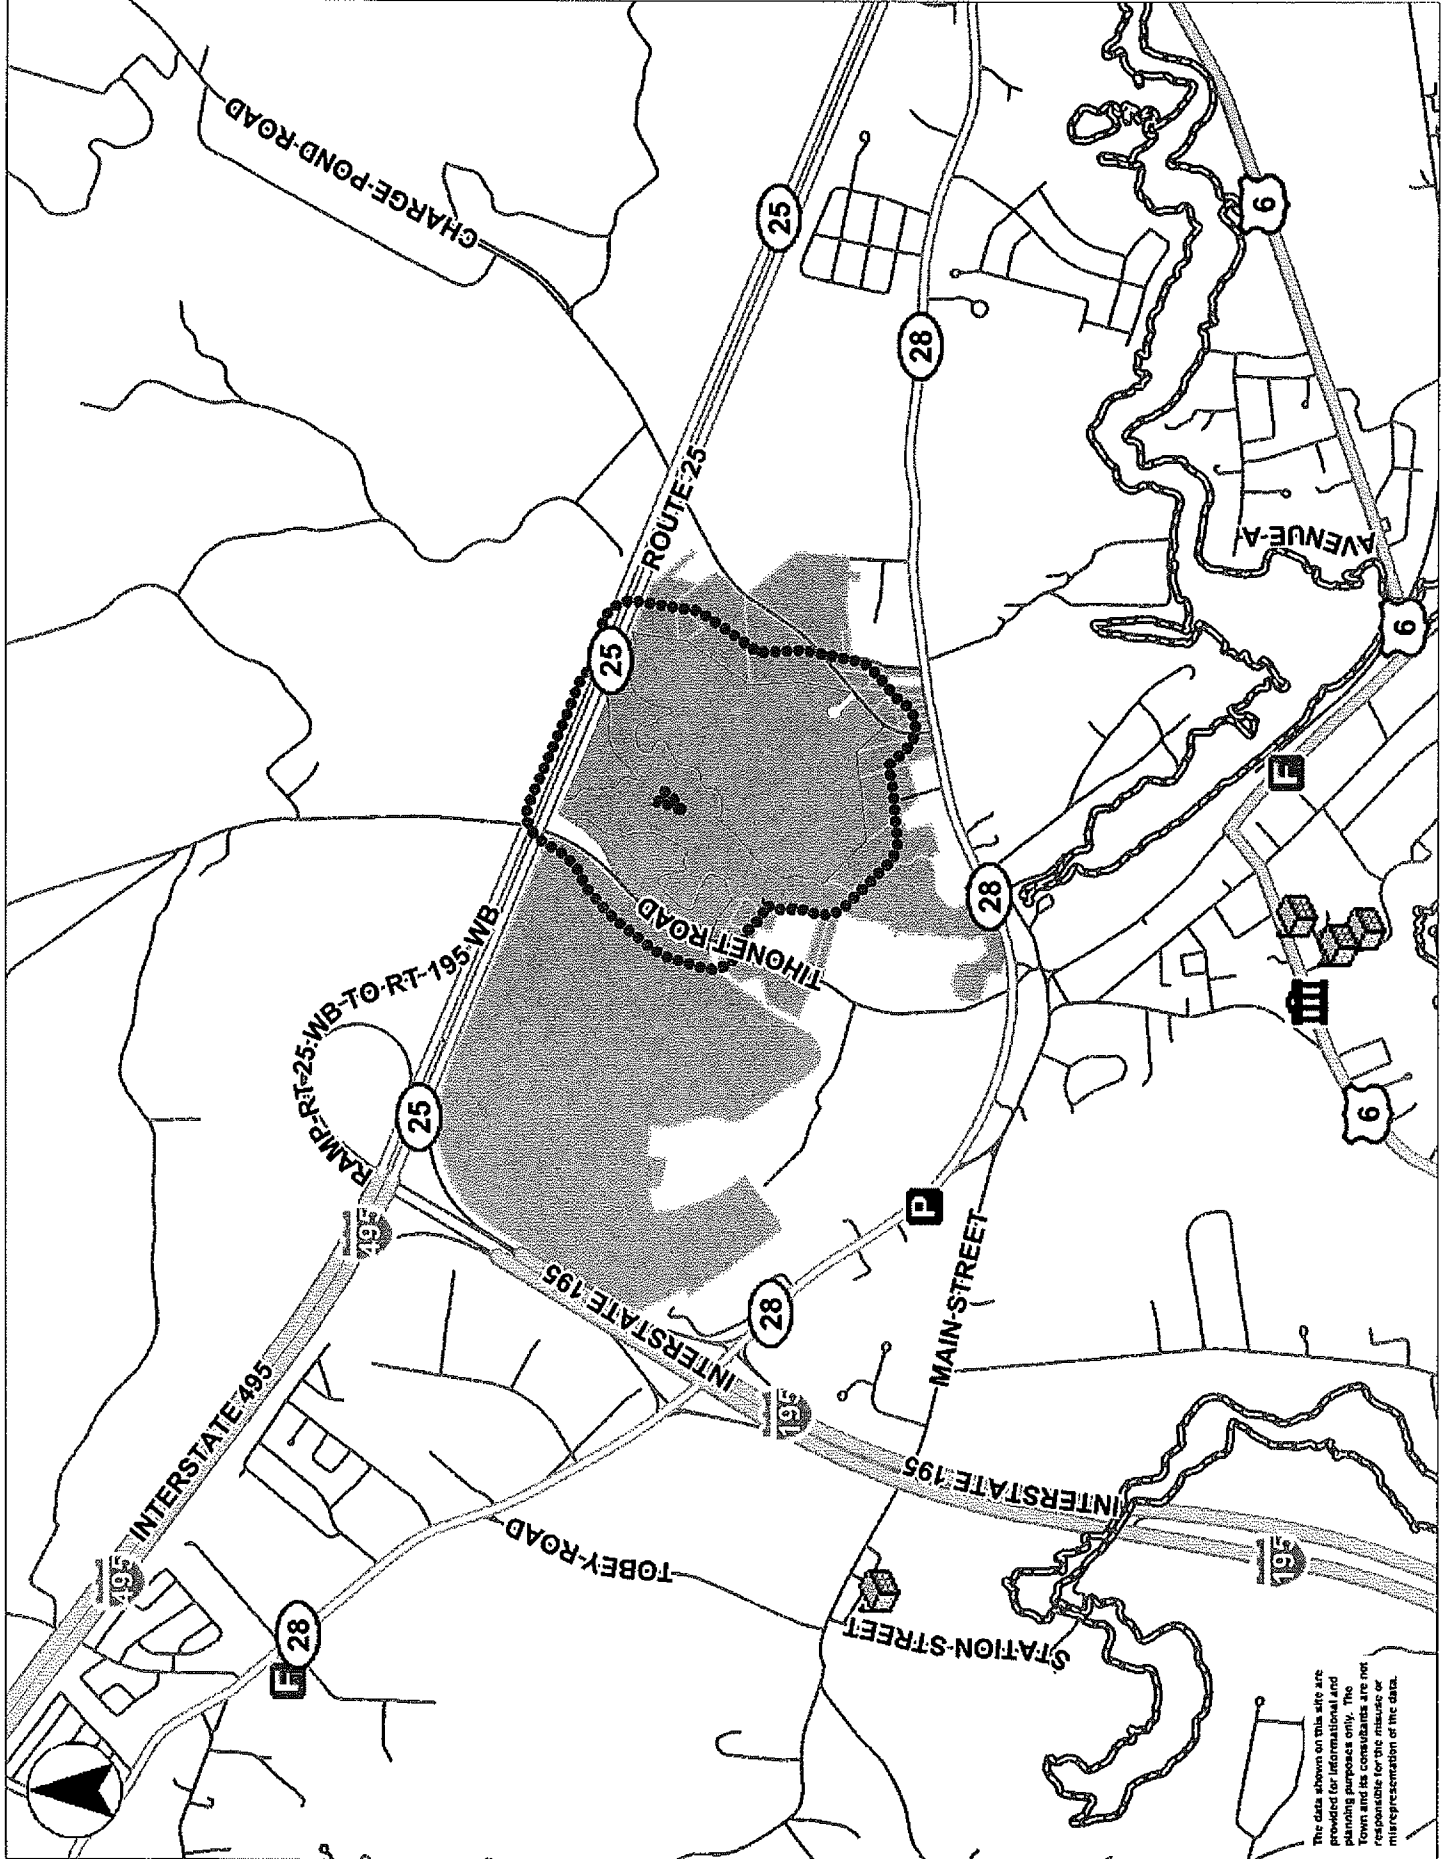 CHARGE-POND-ROAD
25
ROUTE 25
28
6
AVENUE-A
25
6
TIHONET-ROAD
28
RAMP-RT-25-WB-TO-RT-195-WB
25
495
INTERSTATE 195
28
P
F
6
MAIN-STREET
INTERSTATE 495
495
195
INTERSTATE 195
195
TOBEY-ROAD
STATION-STREET
28
F
The data shown on this site are
provided for informational and
planning purposes only. The
Town and its consultants are not
responsible for the misuse or
misrepresentation of the data.